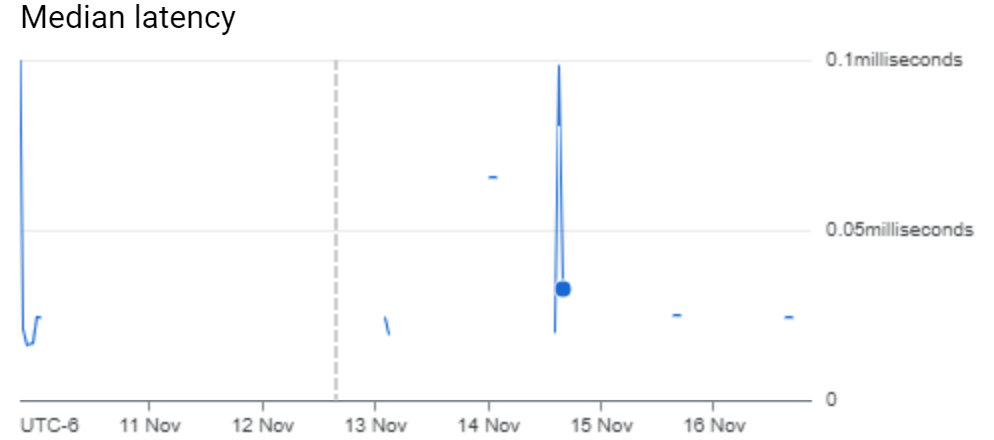 Median latency
0.1milliseconds
0.05milliseconds
0
UTC-6 11 Nov 12 Nov 13 Nov 14 Nov 15 Nov 16 Nov